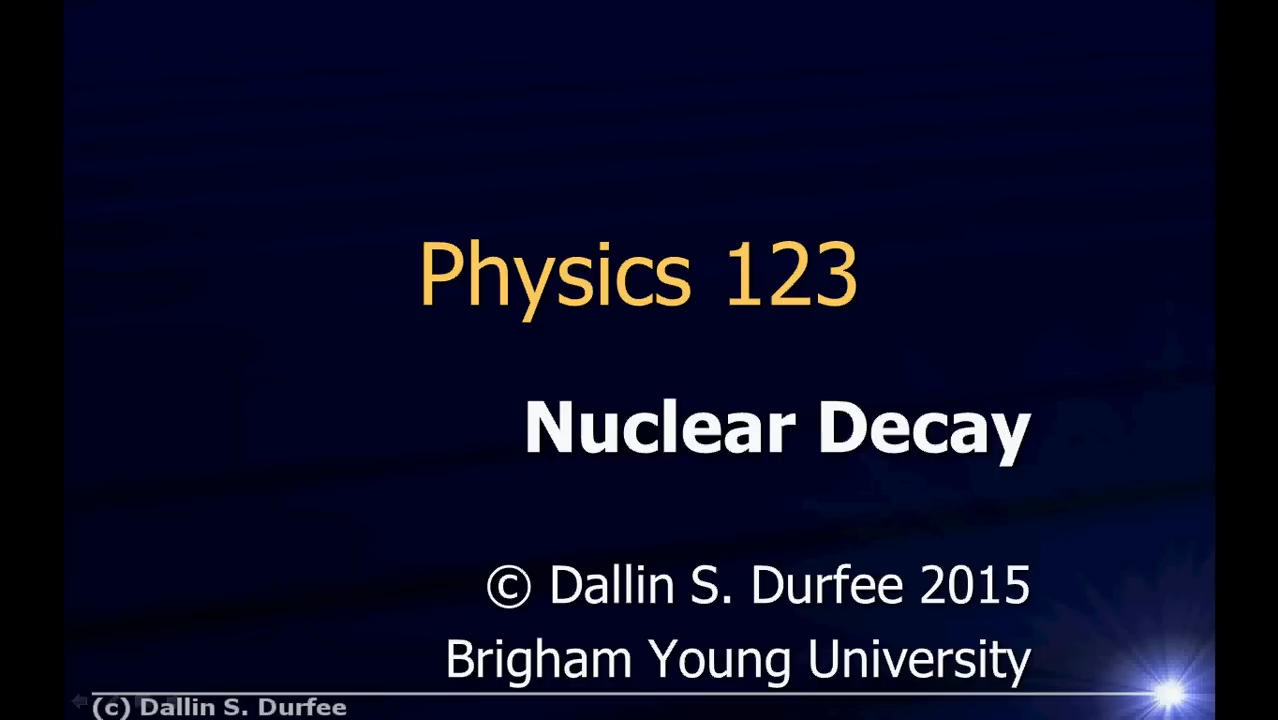 Physics 123
Nuclear Decay
© Dallin S. Durfee 2015
Brigham Young University
(c) Dallin S. Durfee